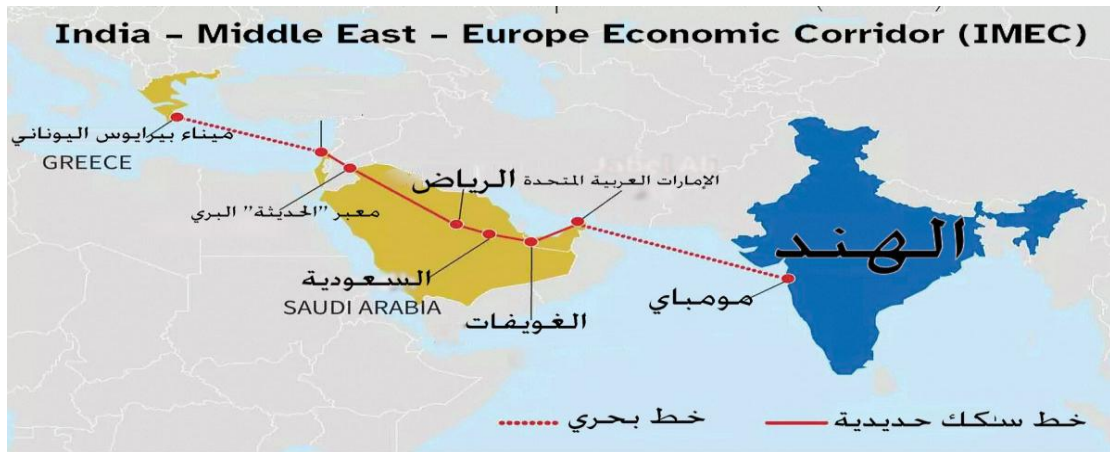 India – Middle East – Europe Economic Corridor (IMEC)
ميناء بيرايوس اليوناني
GREECE
معبر "الحديثة" البري
الرياض
الإمارات العربية المتحدة
السعودية
SAUDI ARABIA
الغويفات
الهند
مومباي
خط بحري
خط سكك حديدية